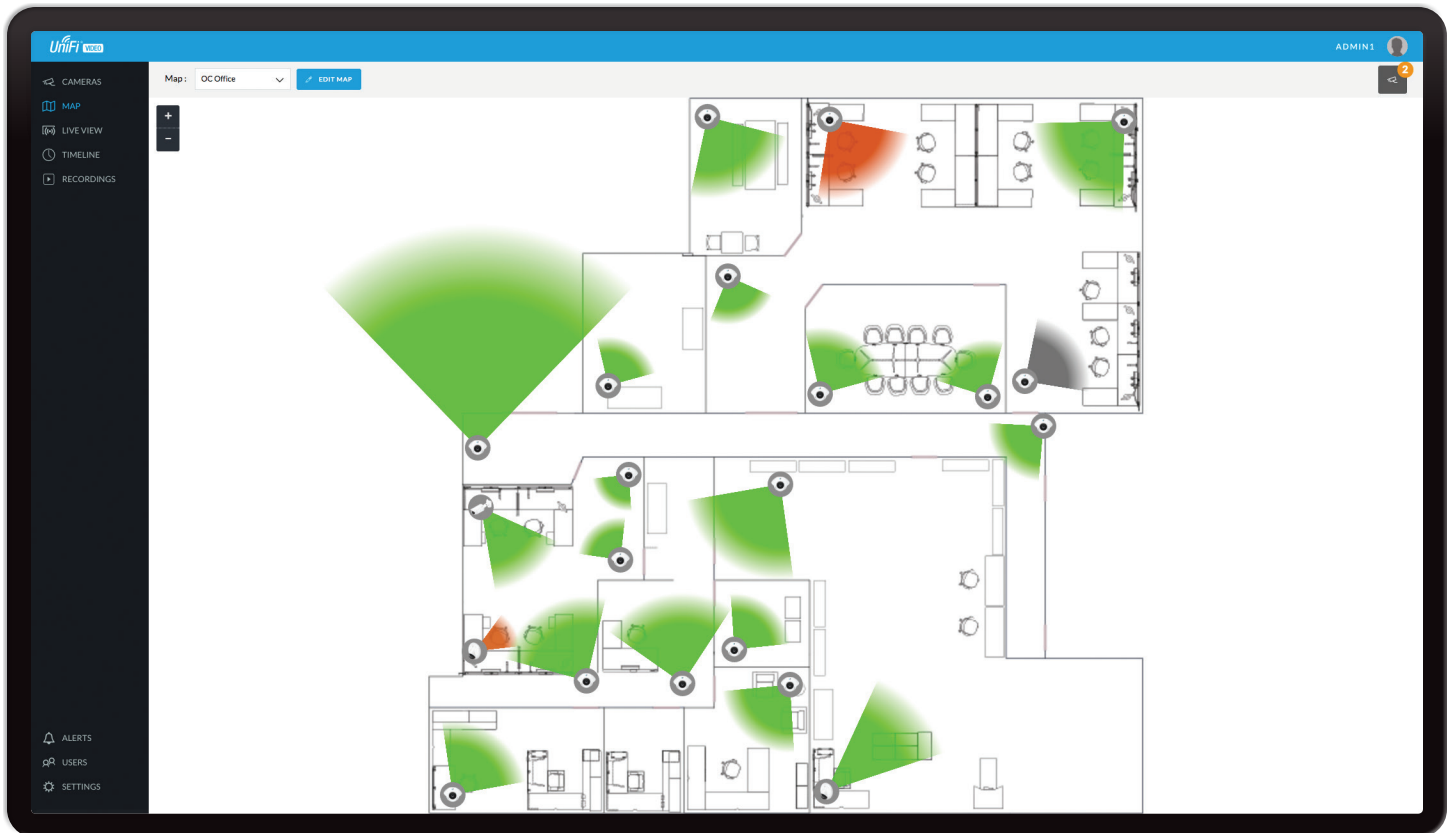 UniFi VIDEO
ADMIN1
CAMERAS
MAP
LIVE VIEW
TIMELINE
RECORDINGS
ALERTS
USERS
SETTINGS
Map : OC Office EDIT MAP
2
+
−